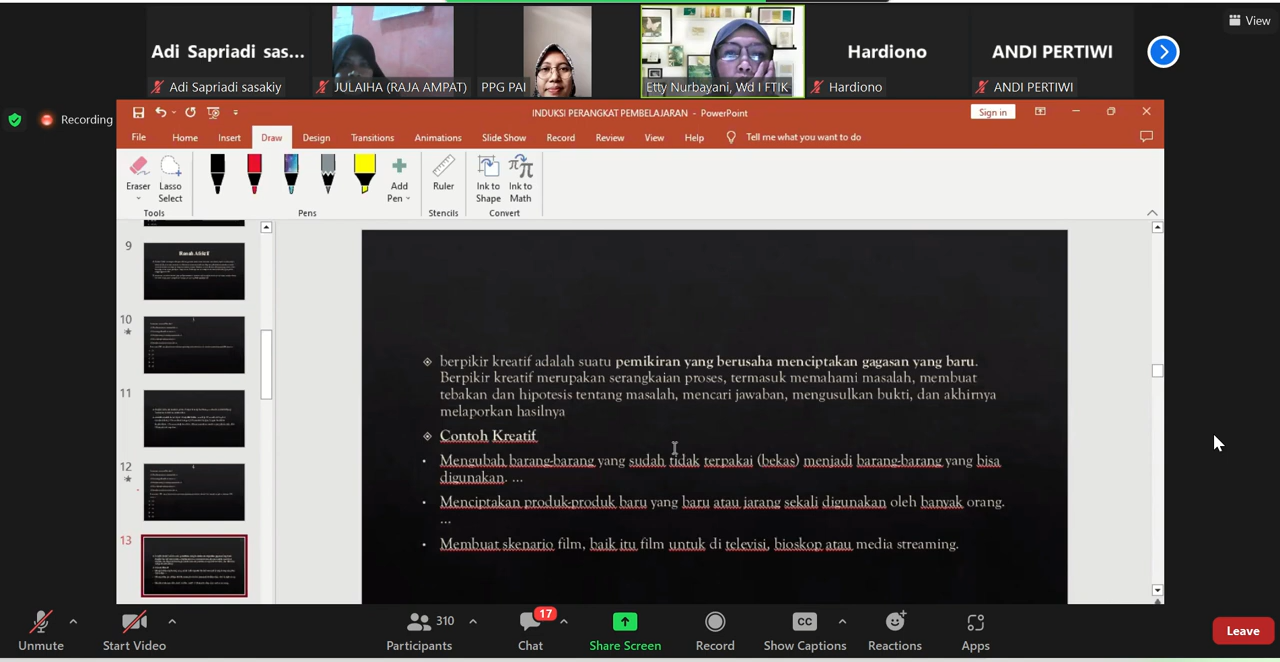 View
Adi Sapriadi sas...
Hardiono
ANDI PERTIWI
Adi Sapriadi sasakiy
JULAIHA (RAJA AMPAT)
PPG PAI
Etty Nurbayani, Wd I FTIK
Hardiono
ANDI PERTIWI
Recording
INDUKSI PERANGKAT PEMBELAJARAN - PowerPoint
Sign in
File Home Insert Draw Design Transitions Animations Slide Show Record Review View Help Tell me what you want to do
Eraser
Lasso Select
Add Pen
Ruler
Ink to Shape
Ink to Math
Tools
Pens
Stencils
Convert
9
10
11
12
13
berpikir kreatif adalah suatu pemikiran yang berusaha menciptakan gagasan yang baru.
Berpikir kreatif merupakan serangkaian proses, termasuk memahami masalah, membuat
tebakan dan hipotesis tentang masalah, mencari jawaban, mengusulkan bukti, dan akhirnya
melaporkan hasilnya
Contoh Kreatif
Mengubah barang-barang yang sudah tidak terpakai (bekas) menjadi barang-barang yang bisa
digunakan. ...
Menciptakan produk-produk baru yang baru atau jarang sekali digunakan oleh banyak orang.
...
Membuat skenario film, baik itu film untuk di televisi, bioskop atau media streaming.
Unmute
Start Video
310
Participants
17
Chat
Share Screen
Record
CC
Show Captions
Reactions
Apps
Leave